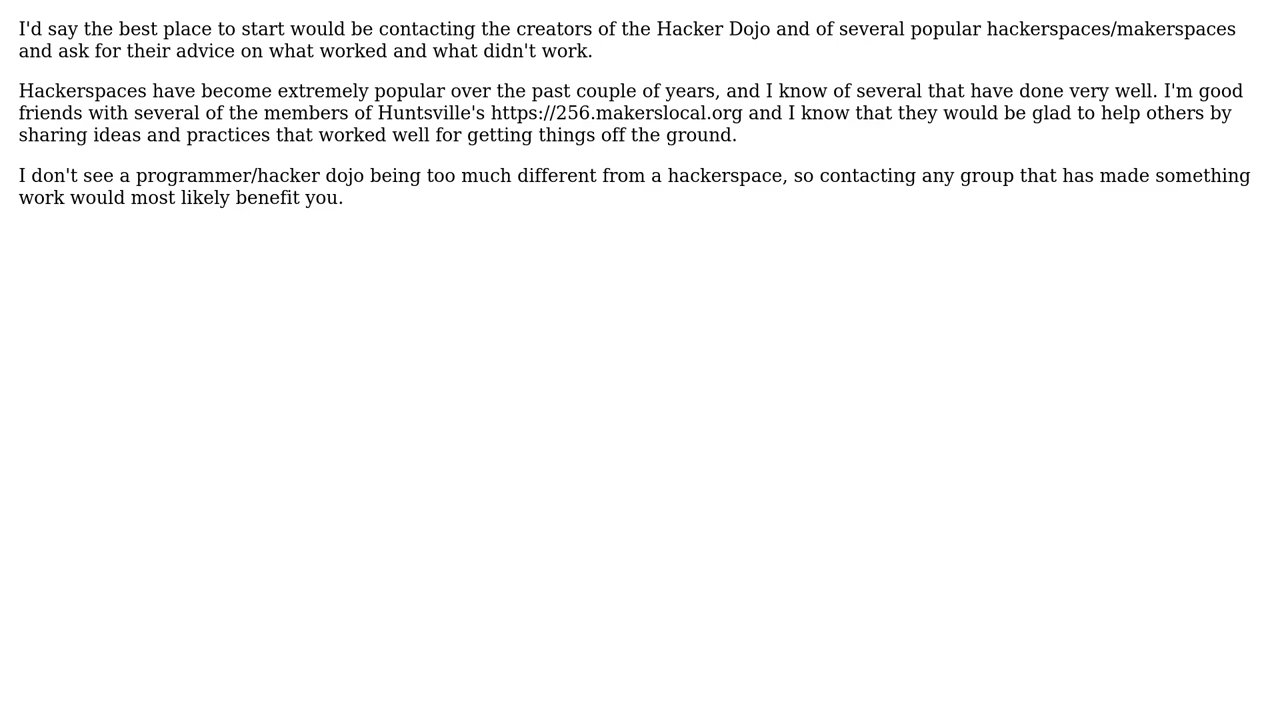 I'd say the best place to start would be contacting the creators of the Hacker Dojo and of several popular hackerspaces/makerspaces
and ask for their advice on what worked and what didn't work.
Hackerspaces have become extremely popular over the past couple of years, and I know of several that have done very well. I'm good
friends with several of the members of Huntsville's https://256.makerslocal.org and I know that they would be glad to help others by
sharing ideas and practices that worked well for getting things off the ground.
I don't see a programmer/hacker dojo being too much different from a hackerspace, so contacting any group that has made something
work would most likely benefit you.